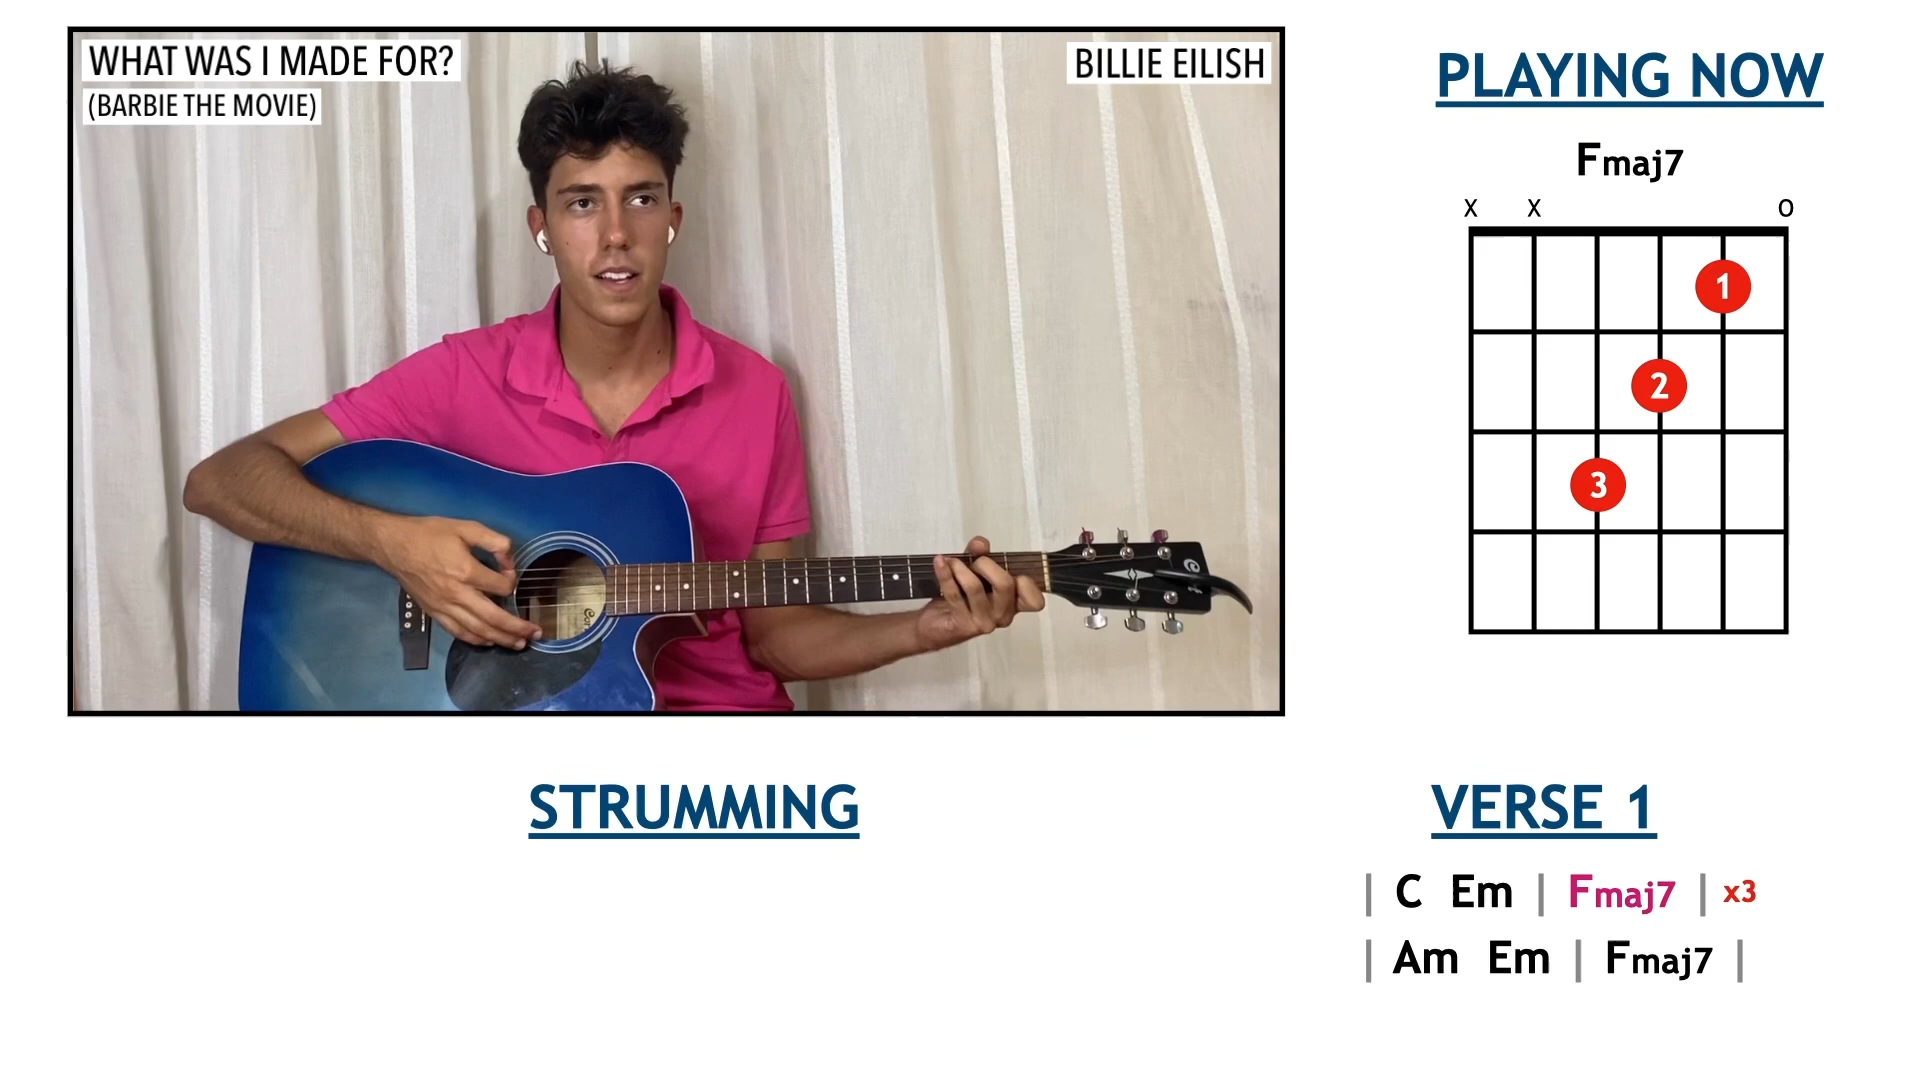 WHAT WAS I MADE FOR?
(BARBIE THE MOVIE)
BILLIE EILISH
PLAYING NOW
Fmaj7
X X O
1
2
3
STRUMMING
VERSE 1
| C Em | Fmaj7 | x3
| Am Em | Fmaj7 |